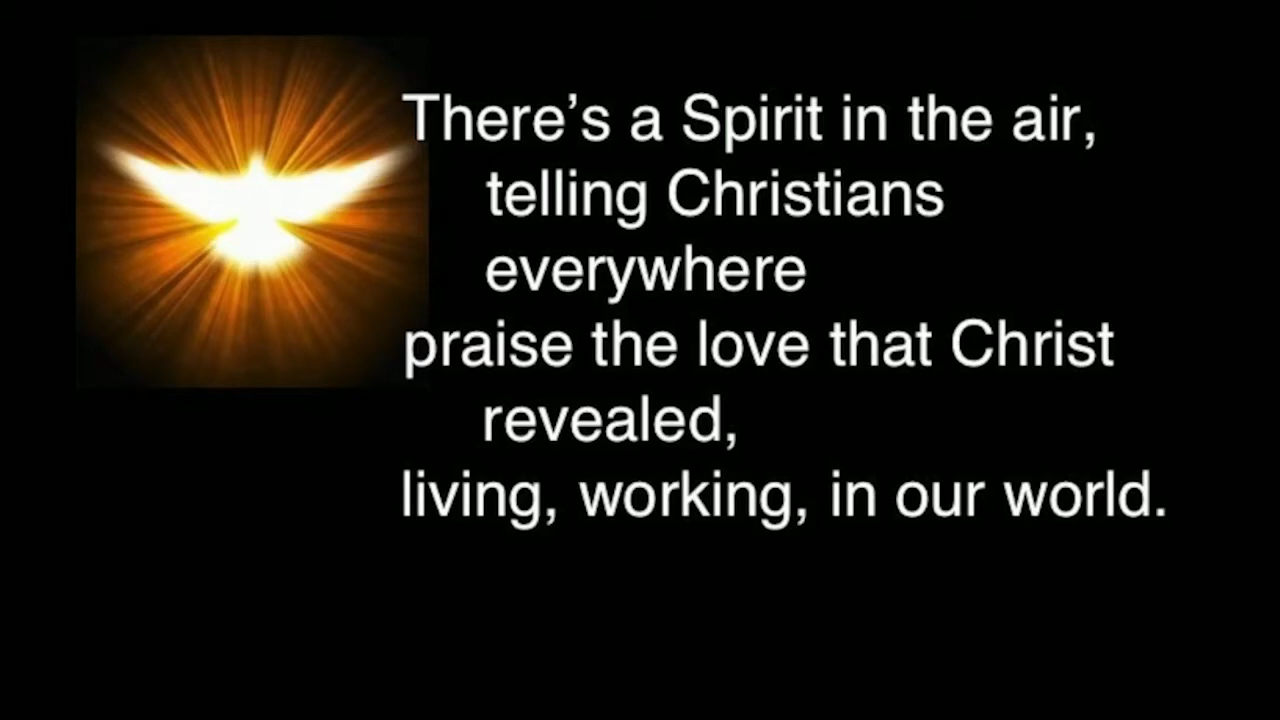 There’s a Spirit in the air,
telling Christians
everywhere
praise the love that Christ
revealed,
living, working, in our world.